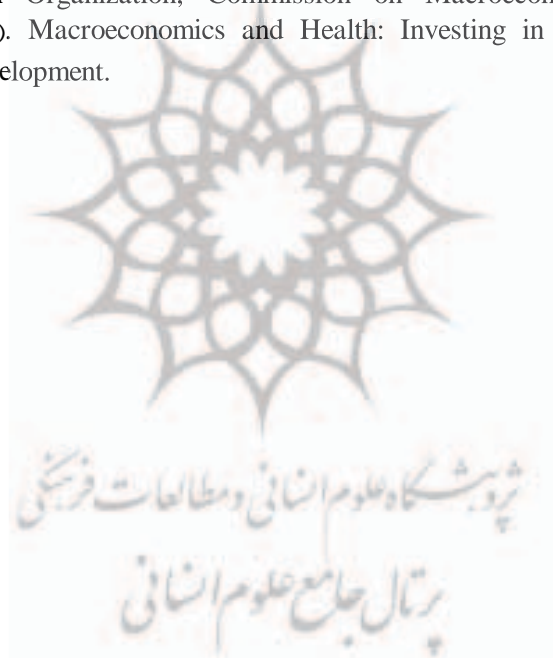 Organization, Commission on Macroecon
). Macroeconomics and Health: Investing in
elopment.
پژوهشگاه علوم انسانی و مطالعات فرهنگی
پرتال جامع علوم انسانی